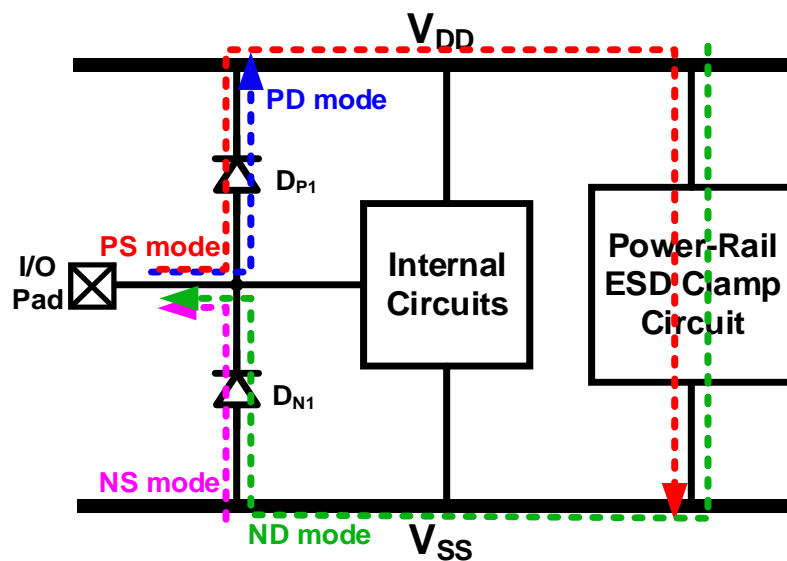 VDD
PD mode
DP1
PS mode
I/O
Pad
Internal
Circuits
Power-Rail
ESD Clamp
Circuit
DN1
NS mode
ND mode
VSS